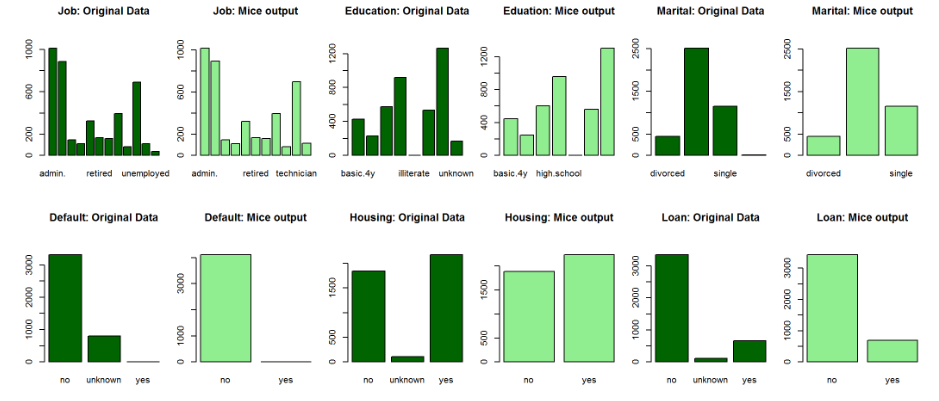 Job: Original Data
Job: Mice output
Education: Original Data
Eduation: Mice output
Marital: Original Data
Marital: Mice output
0 200 600 1000
admin. retired unemployed
0 200 600 1000
admin. retired technician
0 400 800 1200
basic.4y illiterate unknown
0 400 800 1200
basic.4y high.school
0 500 1500 2500
divorced single
0 500 1500 2500
divorced single
Default: Original Data
Default: Mice output
Housing: Original Data
Housing: Mice output
Loan: Original Data
Loan: Mice output
0 1000 2000 3000
no unknown yes
0 1000 3000
no yes
0 500 1500
no unknown yes
0 500 1500
no yes
0 1000 2000 3000
no unknown yes
0 1000 2000 3000
no yes